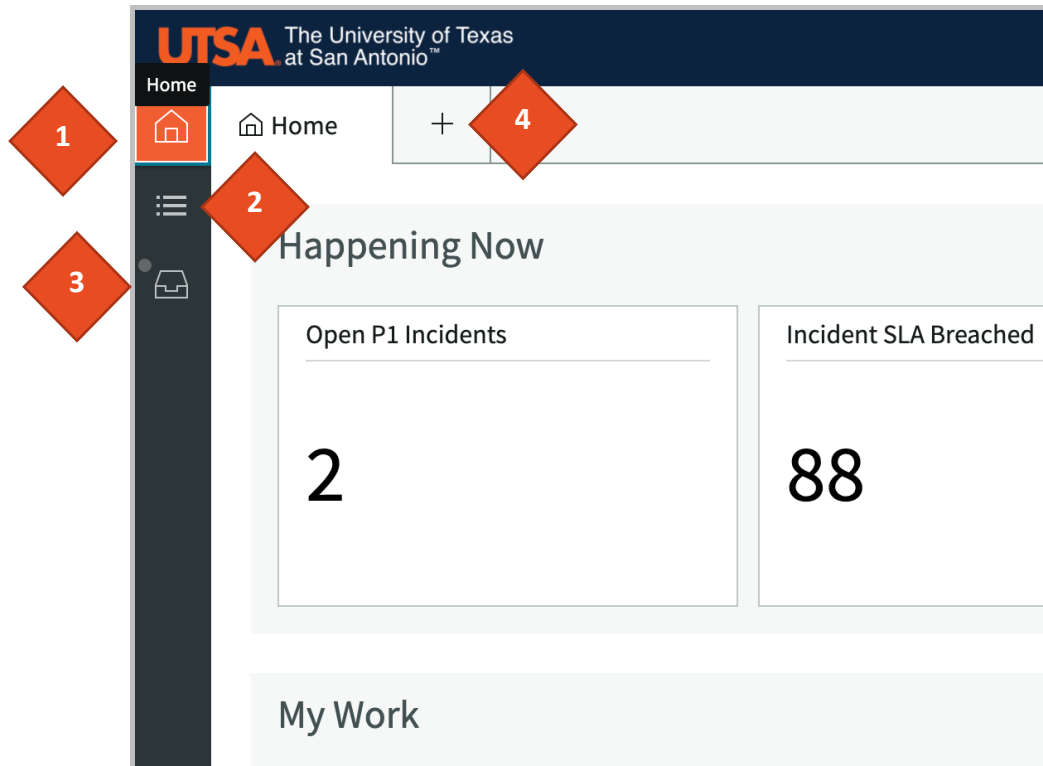 UTSA. The University of Texas
at San Antonio™
Home
1
Home
+
4
2
Happening Now
3
Open P1 Incidents
Incident SLA Breached
2
88
My Work